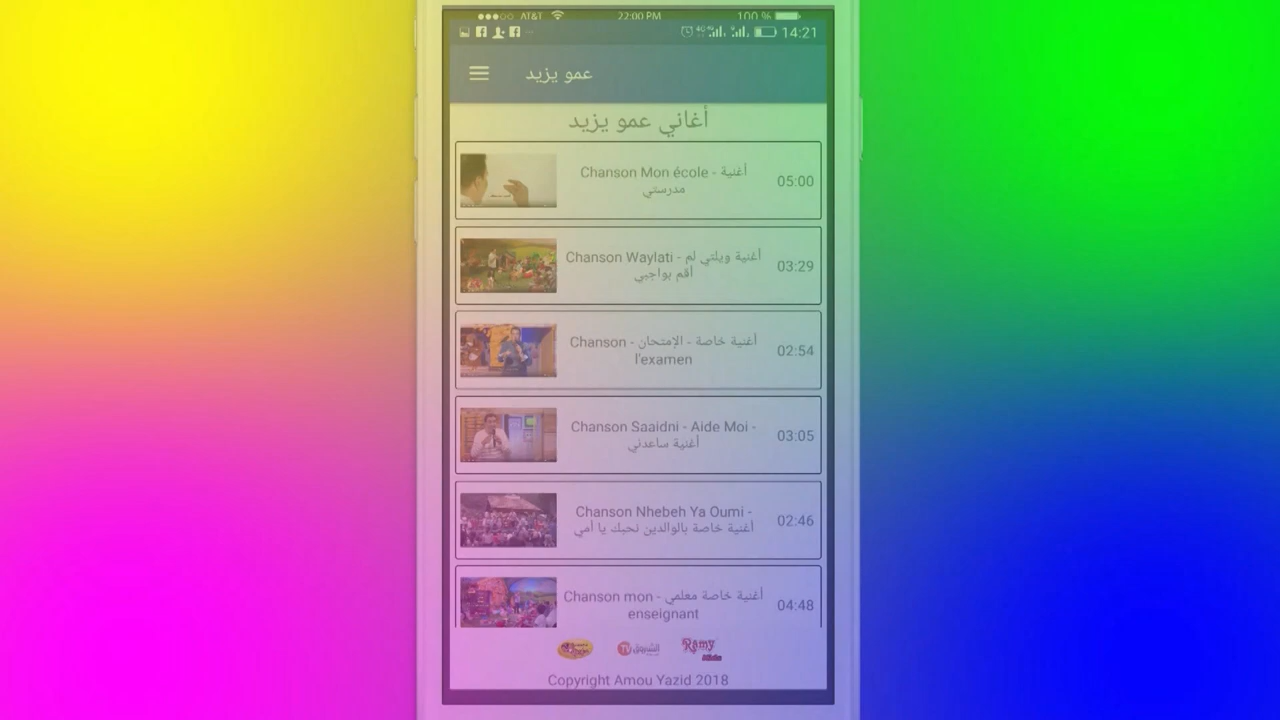 AT&T 22:00 PM 100 %
14:21
عمو يزيد
أغاني عمو يزيد
Chanson Mon école - أغنية
مدرستي
05:00
Chanson Waylati - أغنية ويلتي لم
أقم بواجبي
03:29
Chanson - أغنية خاصة - الإمتحان
l'examen
02:54
Chanson Saaidni - Aide Moi -
أغنية ساعدني
03:05
Chanson Nhebeh Ya Oumi -
أغنية خاصة بالوالدين نحبك يا أمي
02:46
Chanson mon - أغنية خاصة معلمي
enseignant
04:48
الشروق TV
Ramy
Copyright Amou Yazid 2018